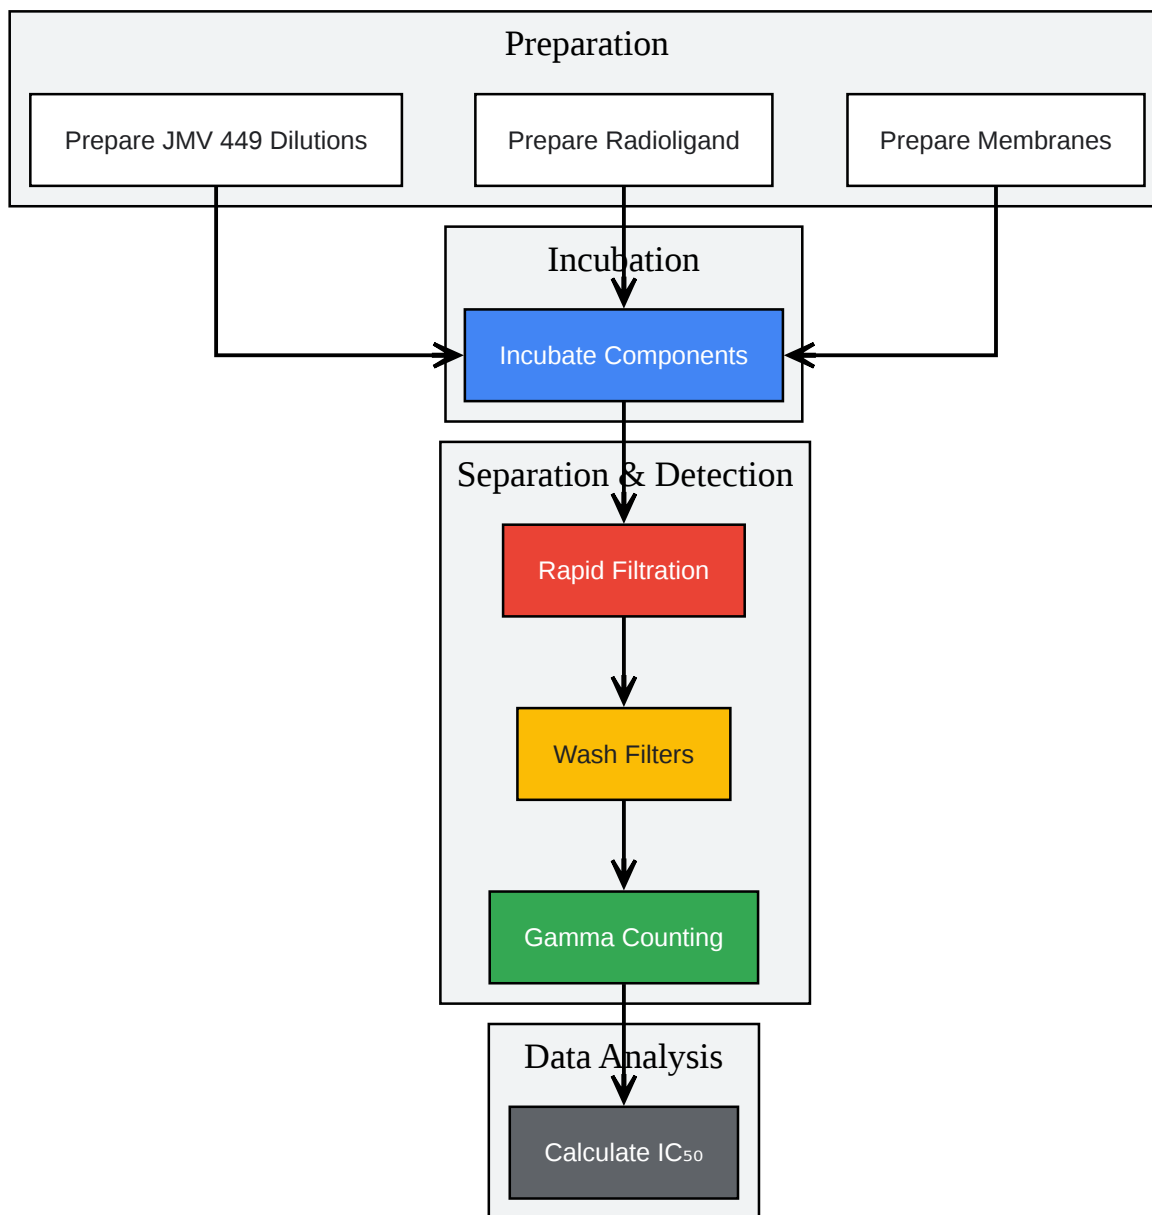 Preparation
Prepare JMV 449 Dilutions
Prepare Radioligand
Prepare Membranes
Incubation
Incubate Components
Separation & Detection
Rapid Filtration
Wash Filters
Gamma Counting
Data Analysis
Calculate IC₅₀